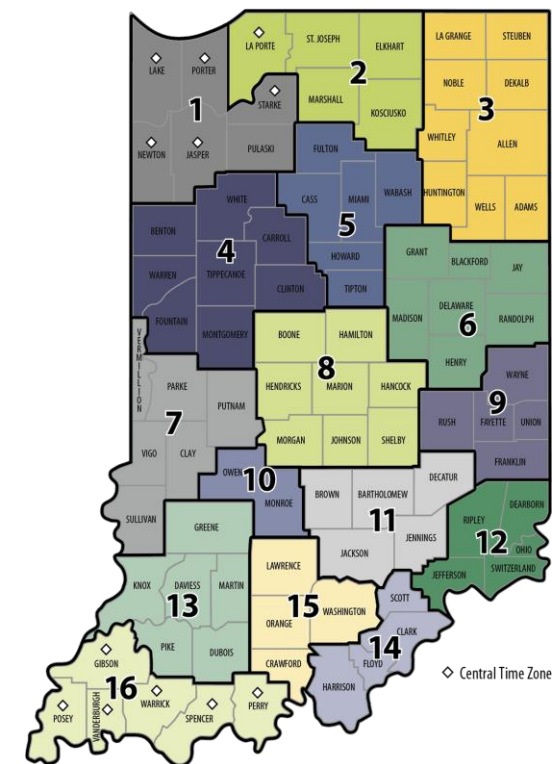 LA PORTE
ST. JOSEPH
ELKHART
LA GRANGE
STEUBEN
LAKE
PORTER
2
NOBLE
DEKALB
1
STARKE
MARSHALL
KOSCIUSKO
3
NEWTON
JASPER
PULASKI
FULTON
WHITLEY
ALLEN
WHITE
CASS
MIAMI
WABASH
HUNTINGTON
WELLS
ADAMS
BENTON
CARROLL
5
4
HOWARD
GRANT
BLACKFORD
JAY
WARREN
TIPPECANOE
CLINTON
TIPTON
DELAWARE
FOUNTAIN
MONTGOMERY
BOONE
HAMILTON
MADISON
6
RANDOLPH
VERMILLION
8
HENRY
WAYNE
PARKE
PUTNAM
HENDRICKS
MARION
HANCOCK
9
7
RUSH
FAYETTE
UNION
VIGO
CLAY
MORGAN
JOHNSON
SHELBY
FRANKLIN
OWEN
10
MONROE
BROWN
BARTHOLOMEW
DECATUR
DEARBORN
SULLIVAN
GREENE
11
RIPLEY
12
OHIO
JACKSON
JENNINGS
SWITZERLAND
LAWRENCE
JEFFERSON
KNOX
DAVIESS
MARTIN
SCOTT
13
15
WASHINGTON
ORANGE
CLARK
PIKE
DUBOIS
14
FLOYD
GIBSON
CRAWFORD
HARRISON
Central Time Zone
16
WARRICK
PERRY
POSEY
VANDERBURGH
SPENCER